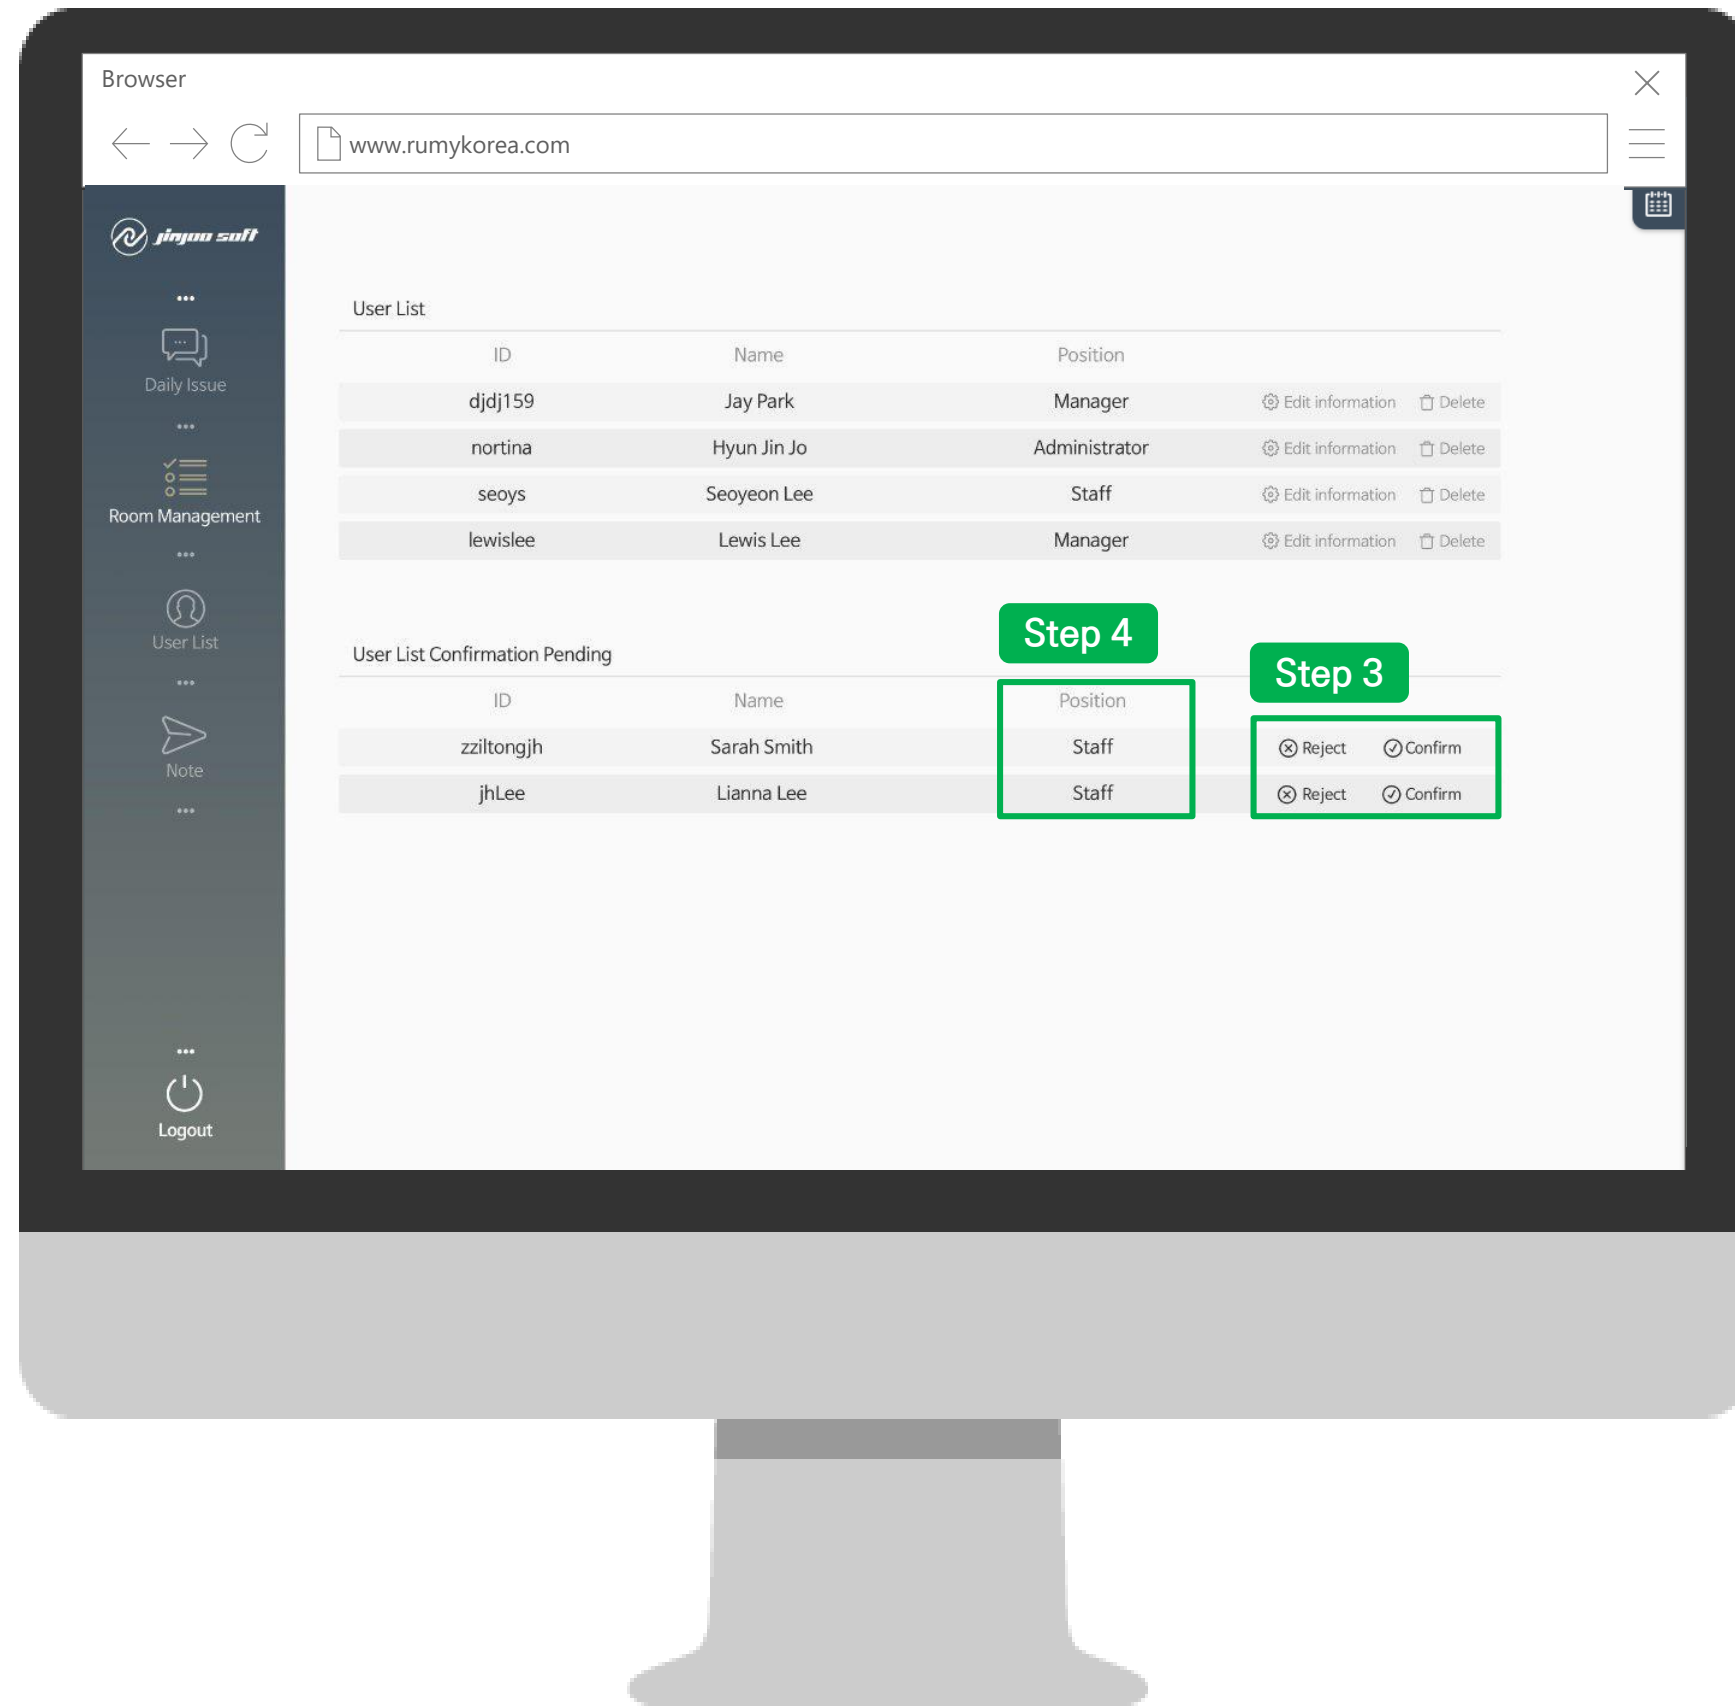 Browser
www.rumykorea.com
jinjoo soft
Daily Issue
Room Management
User List
Note
Logout
User List
ID Name Position
djdj159 Jay Park Manager Edit information Delete
nortina Hyun Jin Jo Administrator Edit information Delete
seoys Seoyeon Lee Staff Edit information Delete
lewislee Lewis Lee Manager Edit information Delete
Step 4
User List Confirmation Pending
Step 3
ID Name Position
zziltongjh Sarah Smith Staff Reject Confirm
jhLee Lianna Lee Staff Reject Confirm